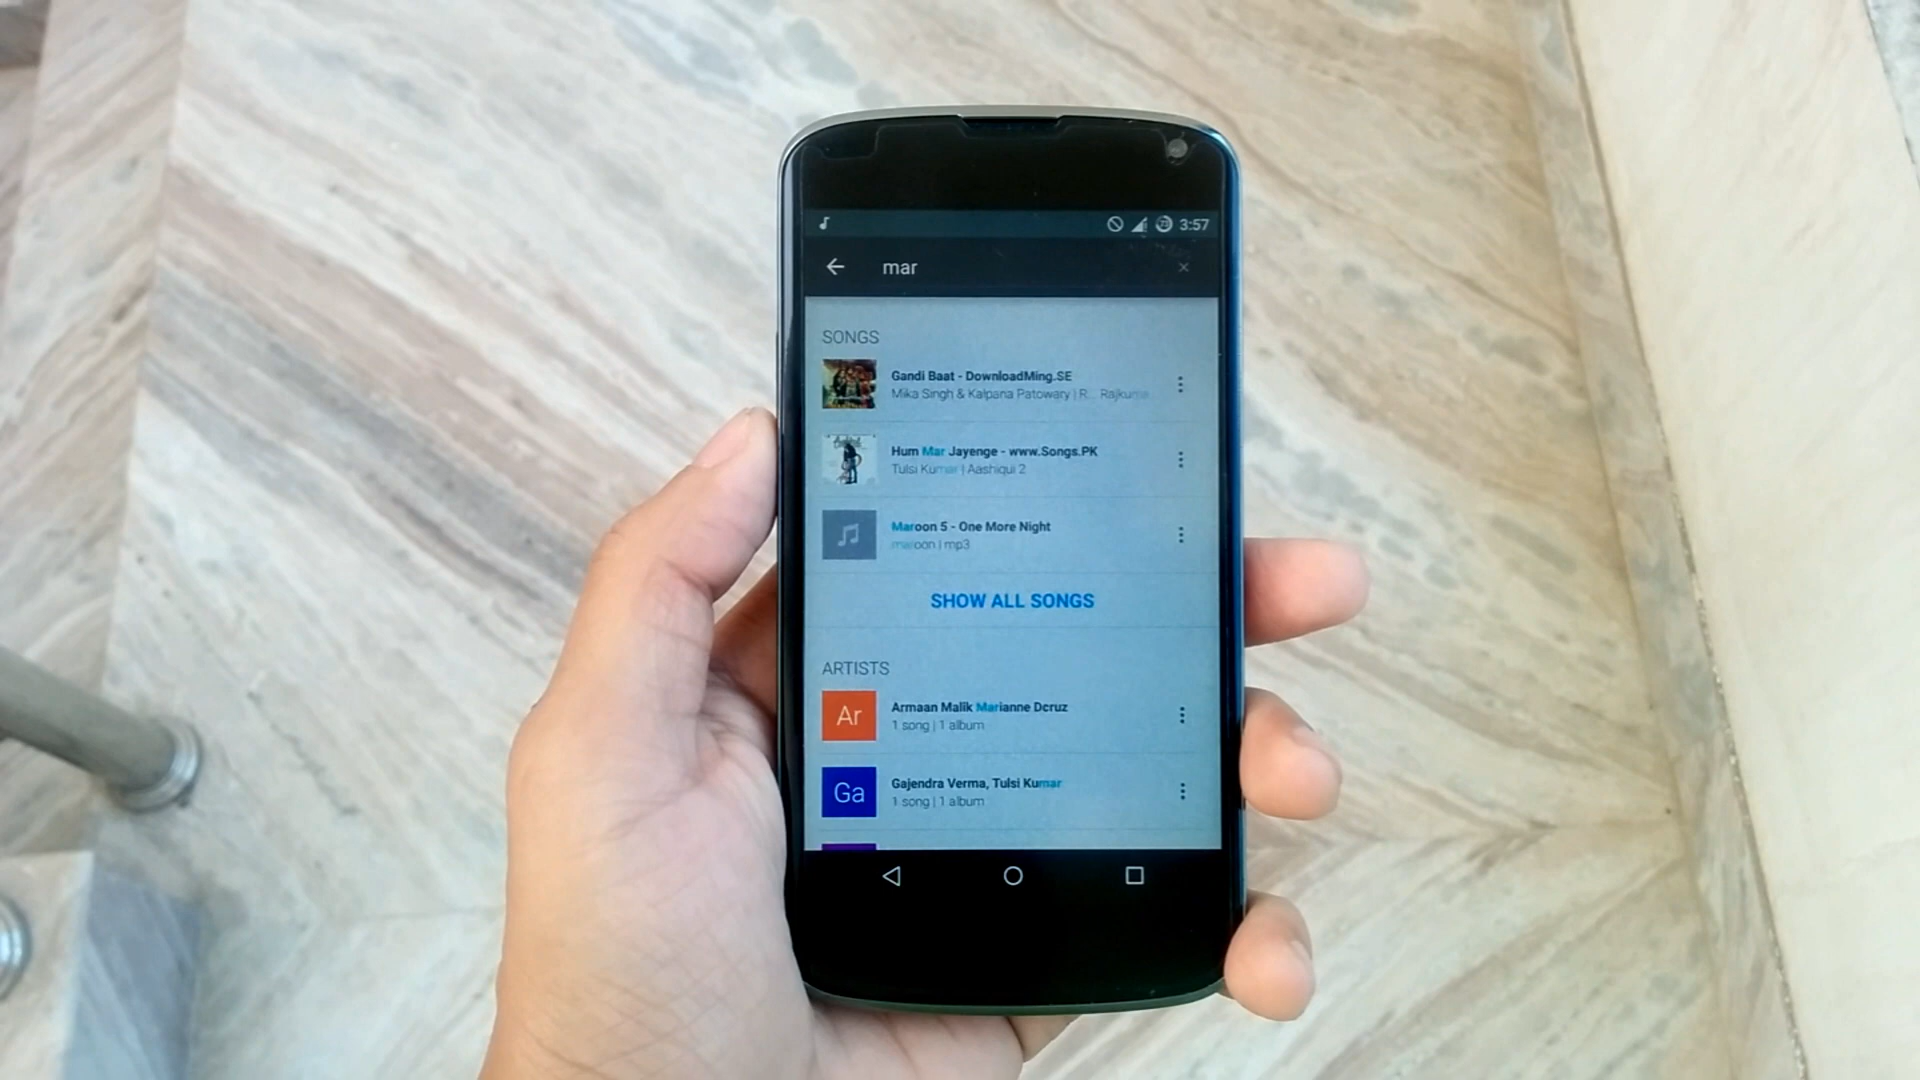 3:57
mar
SONGS
Gandi Baat - DownloadMing.SE
Mika Singh & Kalpana Patowary | R... Rajkuma
Hum Mar Jayenge - www.Songs.PK
Tulsi Kumar | Aashiqui 2
Maroon 5 - One More Night
maroon | mp3
SHOW ALL SONGS
ARTISTS
Ar
Armaan Malik Marianne Dcruz
1 song | 1 album
Ga
Gajendra Verma, Tulsi Kumar
1 song | 1 album